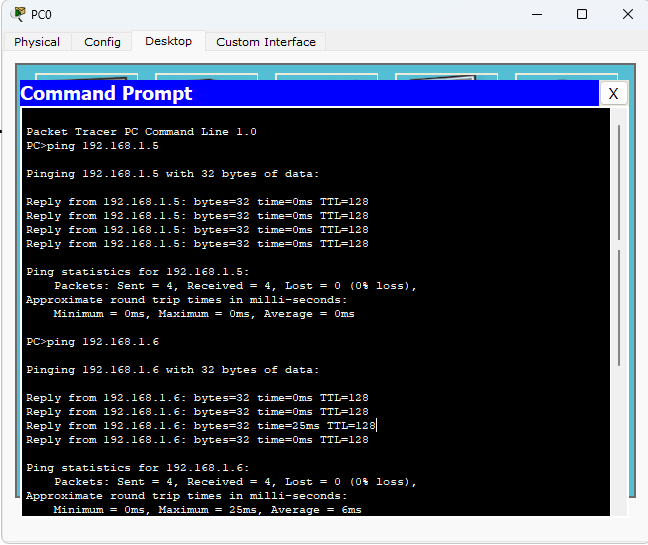 PC0
Physical Config Desktop Custom Interface
Command Prompt X
Packet Tracer PC Command Line 1.0
PC>ping 192.168.1.5
Pinging 192.168.1.5 with 32 bytes of data:
Reply from 192.168.1.5: bytes=32 time=0ms TTL=128
Reply from 192.168.1.5: bytes=32 time=0ms TTL=128
Reply from 192.168.1.5: bytes=32 time=0ms TTL=128
Reply from 192.168.1.5: bytes=32 time=0ms TTL=128
Ping statistics for 192.168.1.5:
Packets: Sent = 4, Received = 4, Lost = 0 (0% loss),
Approximate round trip times in milli-seconds:
Minimum = 0ms, Maximum = 0ms, Average = 0ms
PC>ping 192.168.1.6
Pinging 192.168.1.6 with 32 bytes of data:
Reply from 192.168.1.6: bytes=32 time=0ms TTL=128
Reply from 192.168.1.6: bytes=32 time=0ms TTL=128
Reply from 192.168.1.6: bytes=32 time=25ms TTL=128
Reply from 192.168.1.6: bytes=32 time=0ms TTL=128
Ping statistics for 192.168.1.6:
Packets: Sent = 4, Received = 4, Lost = 0 (0% loss),
Approximate round trip times in milli-seconds:
Minimum = 0ms, Maximum = 25ms, Average = 6ms